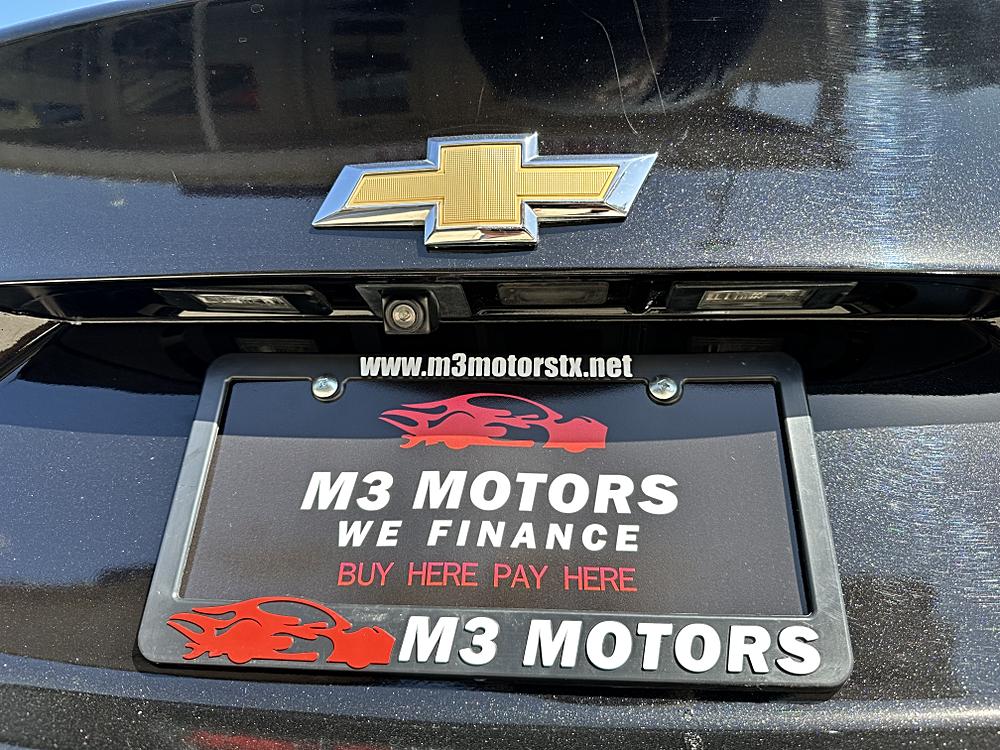 www.m3motorstx.net
M3 MOTORS
WE FINANCE
BUY HERE PAY HERE
M3 MOTORS